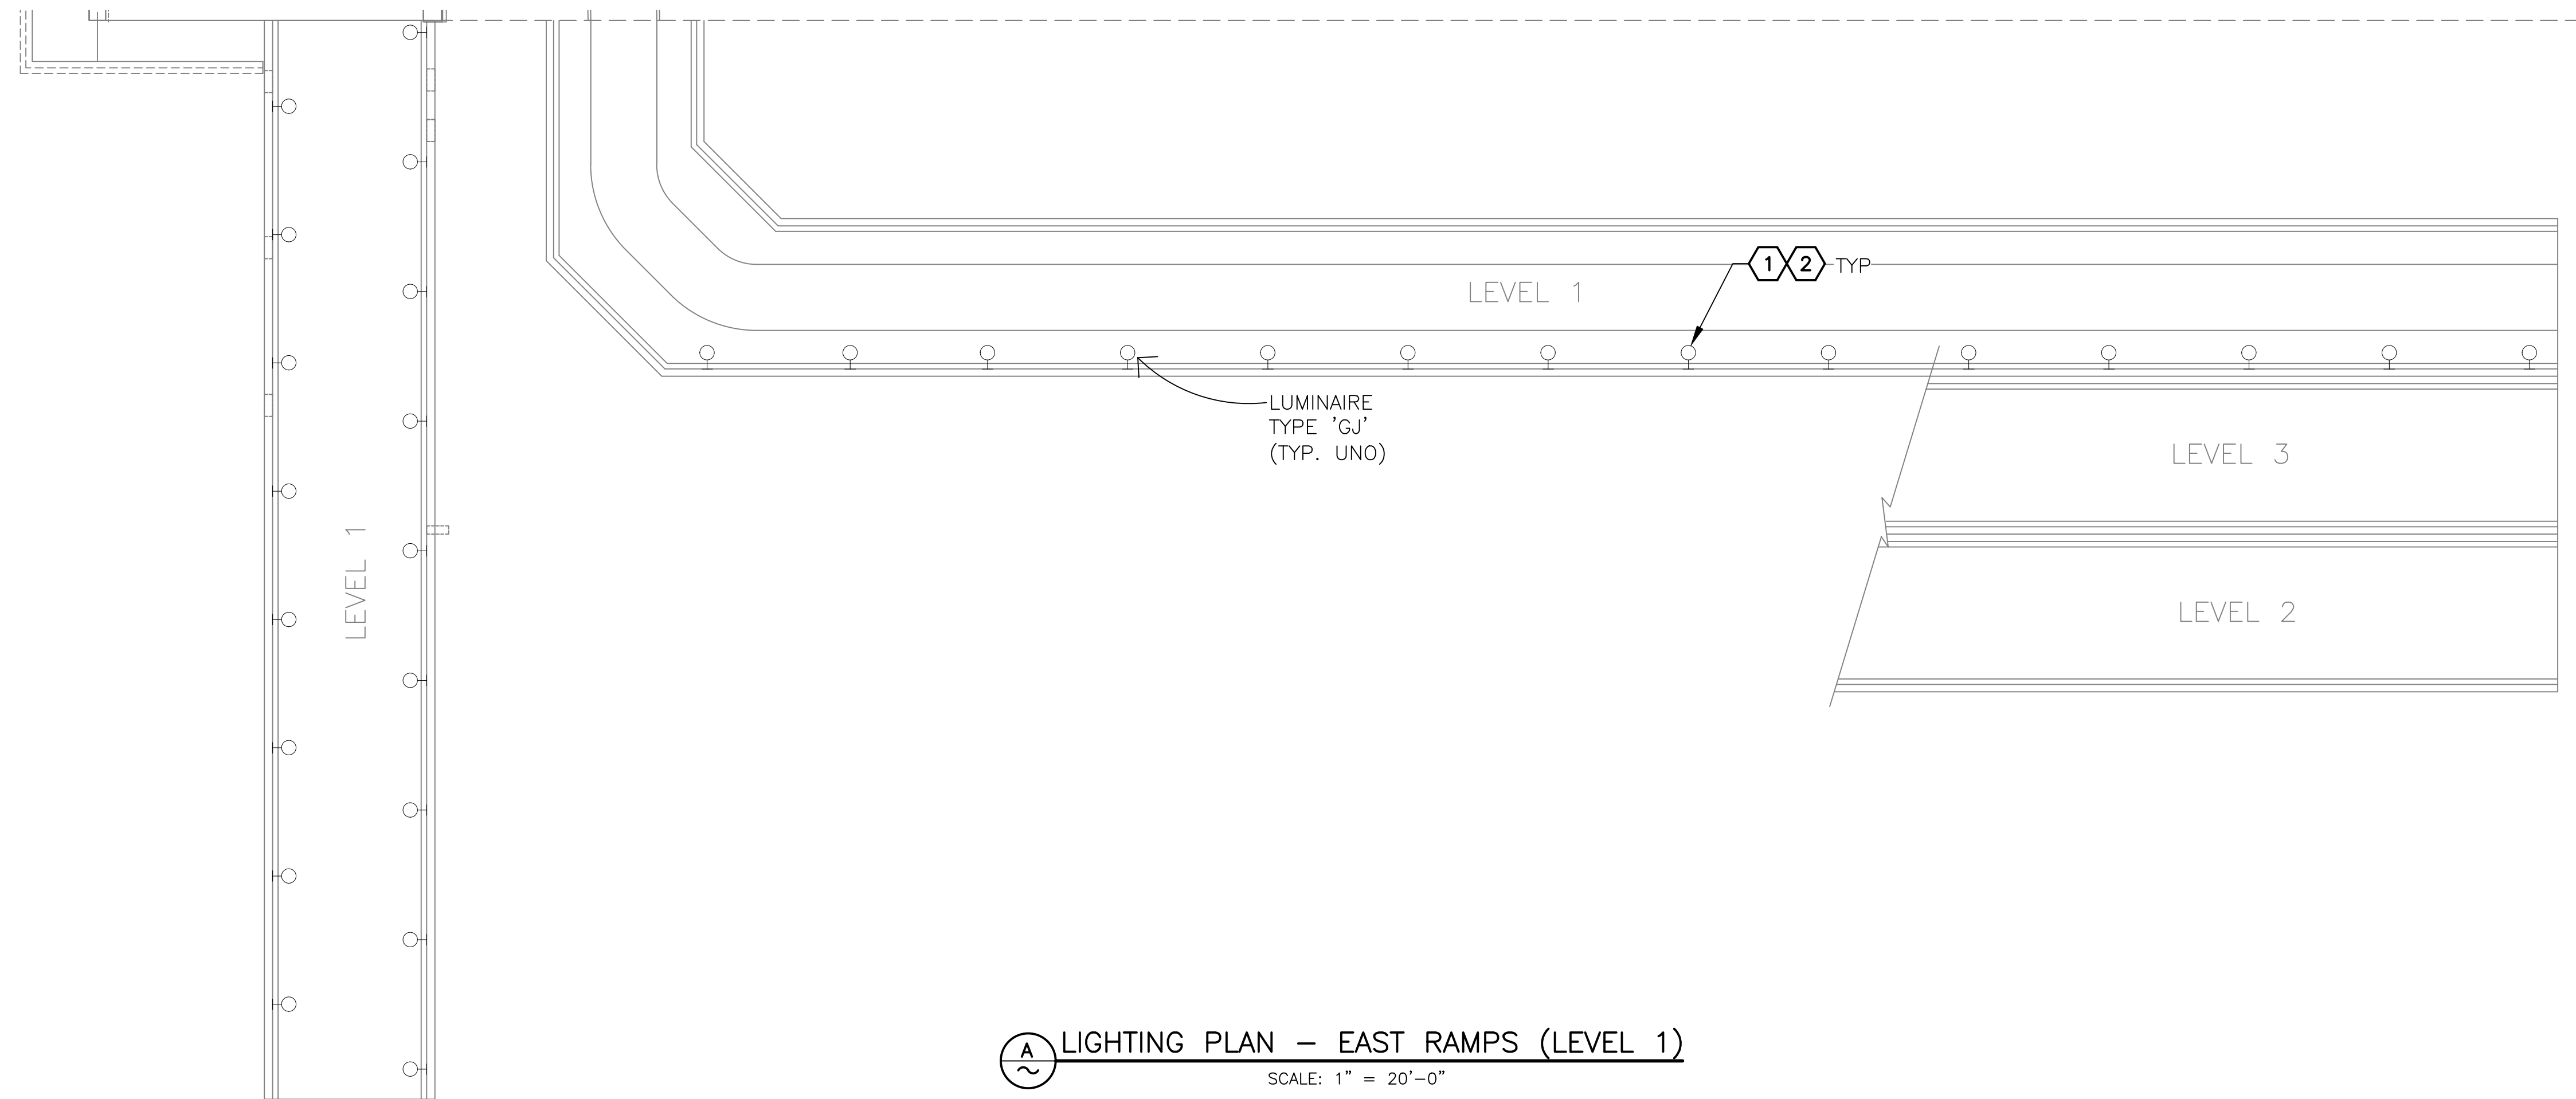 1 2 TYP
LEVEL 1
LUMINAIRE
TYPE 'GJ'
(TYP. UNO)
LEVEL 3
LEVEL 1
LEVEL 2
A
LIGHTING PLAN – EAST RAMPS (LEVEL 1)
SCALE: 1" = 20'–0"